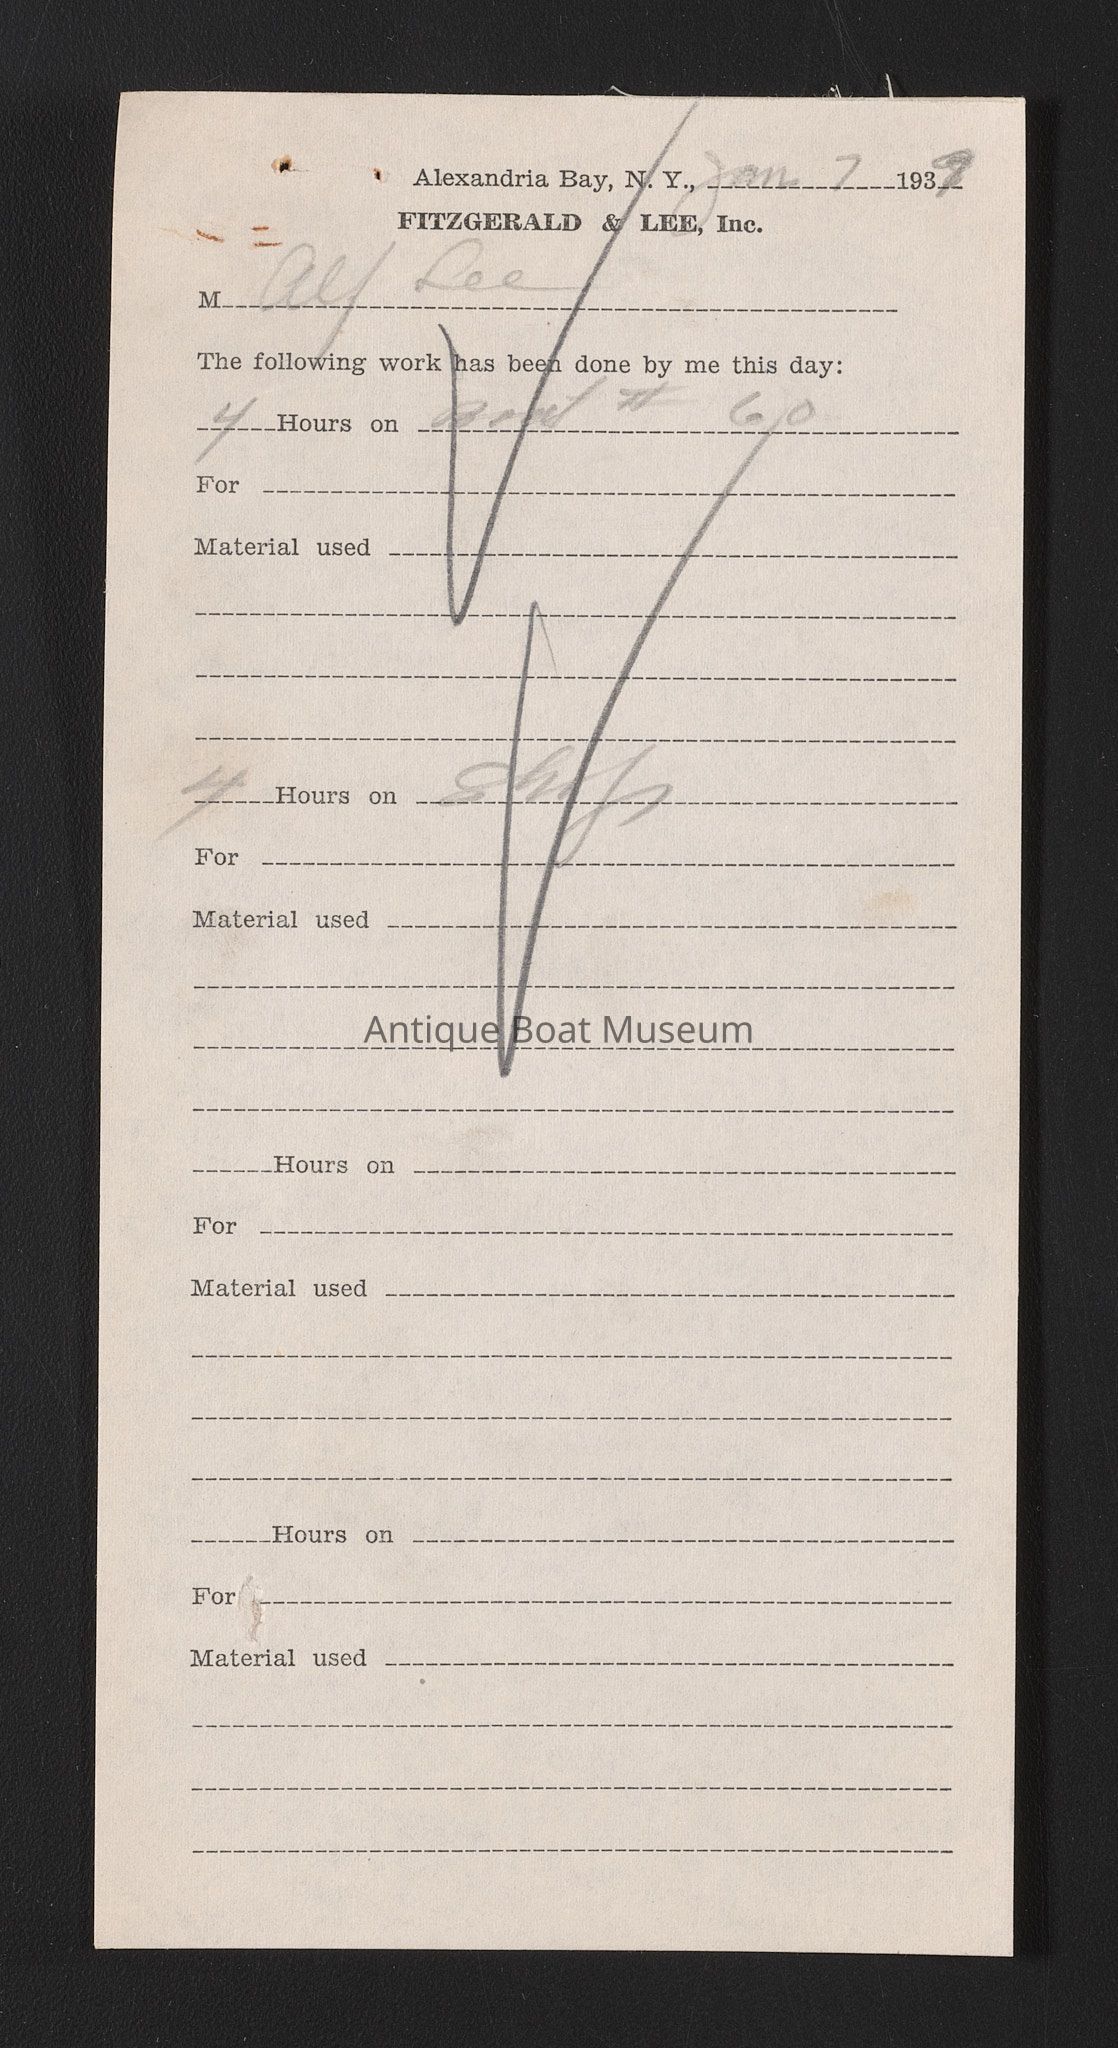 Alexandria Bay, N. Y., Jan. 7 1939
FITZGERALD & LEE, Inc.
M Alf Lee
The following work has been done by me this day:
4 Hours on Boat # 60
For
Material used
4 Hours on Shop
For
Material used
Antique Boat Museum
Hours on
For
Material used
Hours on
For
Material used